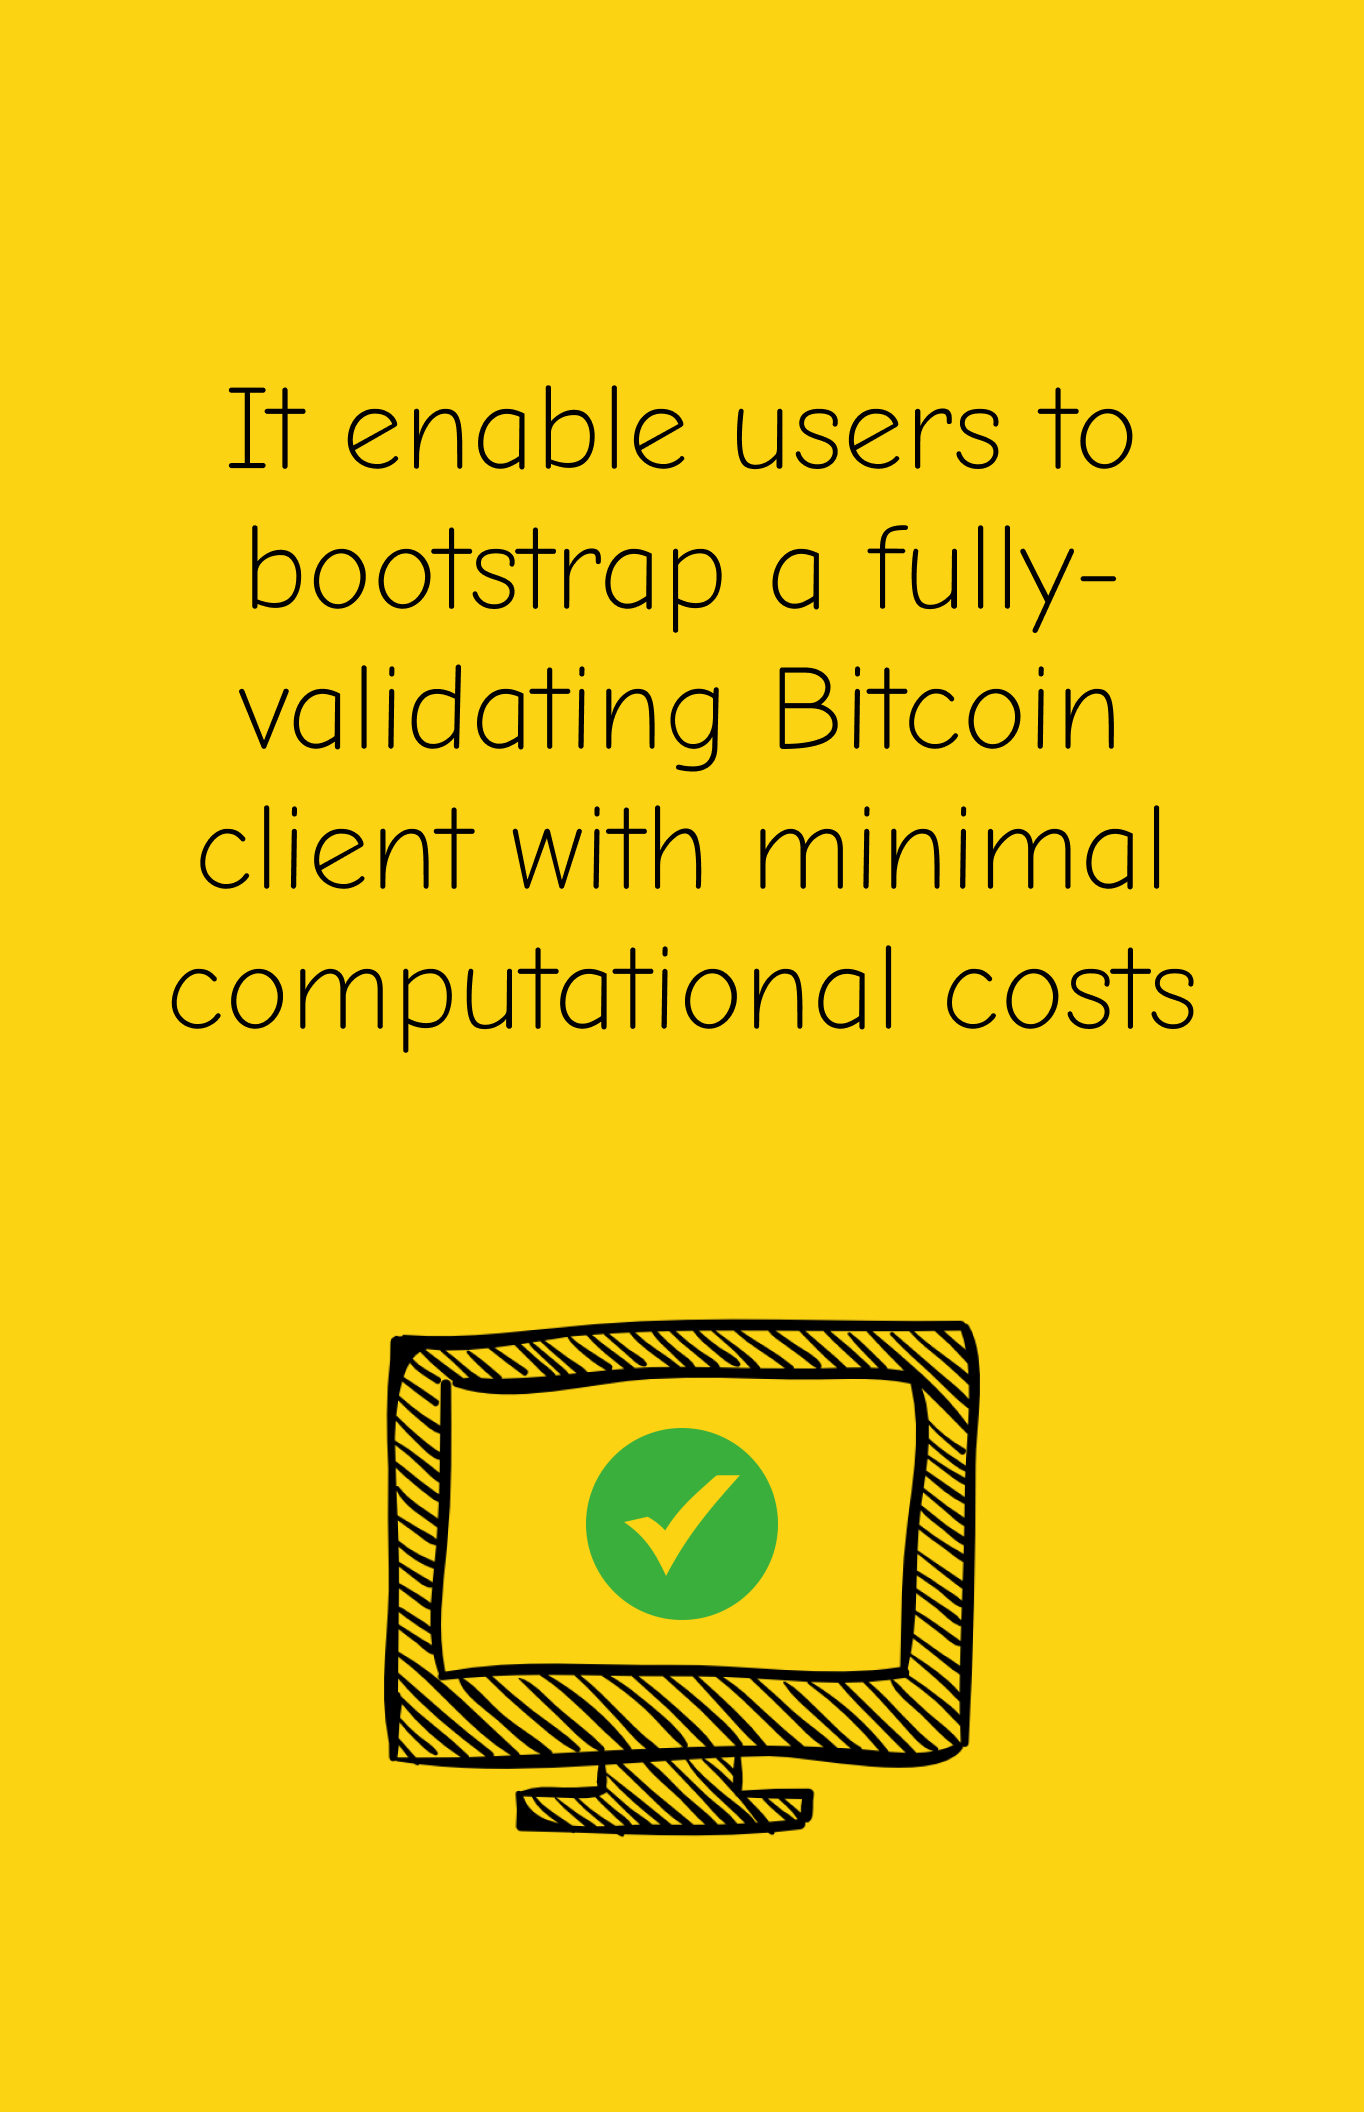 It enable users to
bootstrap a fully-
validating Bitcoin
client with minimal
computational costs